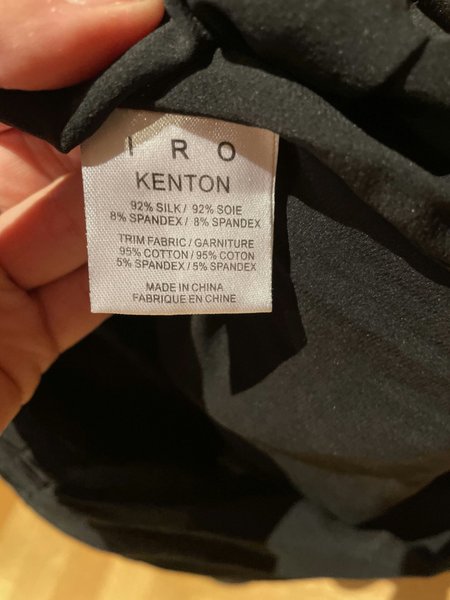 I R O
KENTON
92% SILK/ 92% SOIE
8% SPANDEX/ 8% SPANDEX
TRIM FABRIC/GARNITURE
95% COTTON/95% COTON
5% SPANDEX/5% SPANDEX
MADE IN CHINA
FABRIQUE EN CHINE